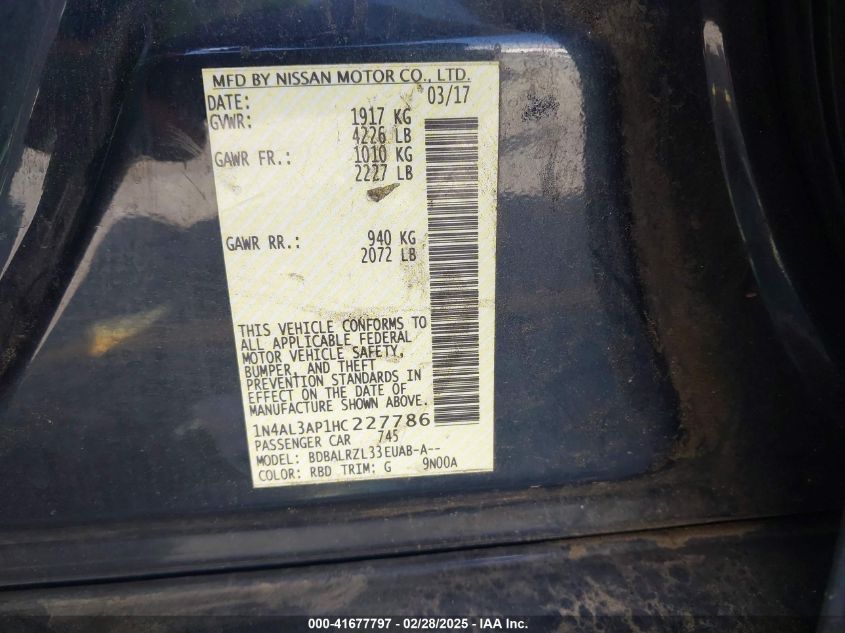 MFD BY NISSAN MOTOR CO., LTD.
DATE: 03/17
GVWR: 1917 KG
4226 LB
GAWR FR.: 1010 KG
2227 LB
GAWR RR.: 940 KG
2072 LB
THIS VEHICLE CONFORMS TO
ALL APPLICABLE FEDERAL
MOTOR VEHICLE SAFETY,
BUMPER, AND THEFT
PREVENTION STANDARDS IN
EFFECT ON THE DATE OF
MANUFACTURE SHOWN ABOVE.
1N4AL3AP1HC227786
PASSENGER CAR 745
MODEL: BDBALRZL33EUAB-A--
COLOR: RBD TRIM: G 9N00A
000-41677797 - 02/28/2025 - IAA Inc.